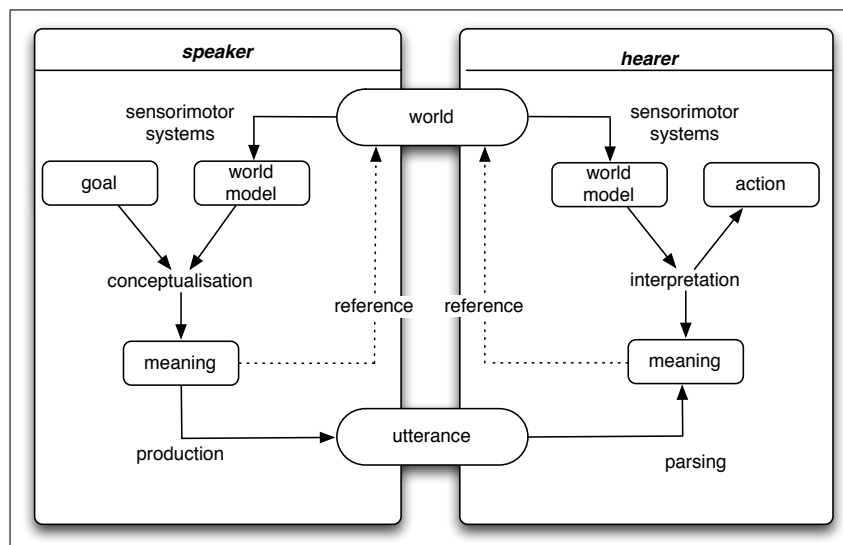 speaker
hearer
world
sensorimotor
systems
sensorimotor
systems
goal
world
model
world
model
action
conceptualisation
interpretation
reference
reference
meaning
meaning
utterance
production
parsing